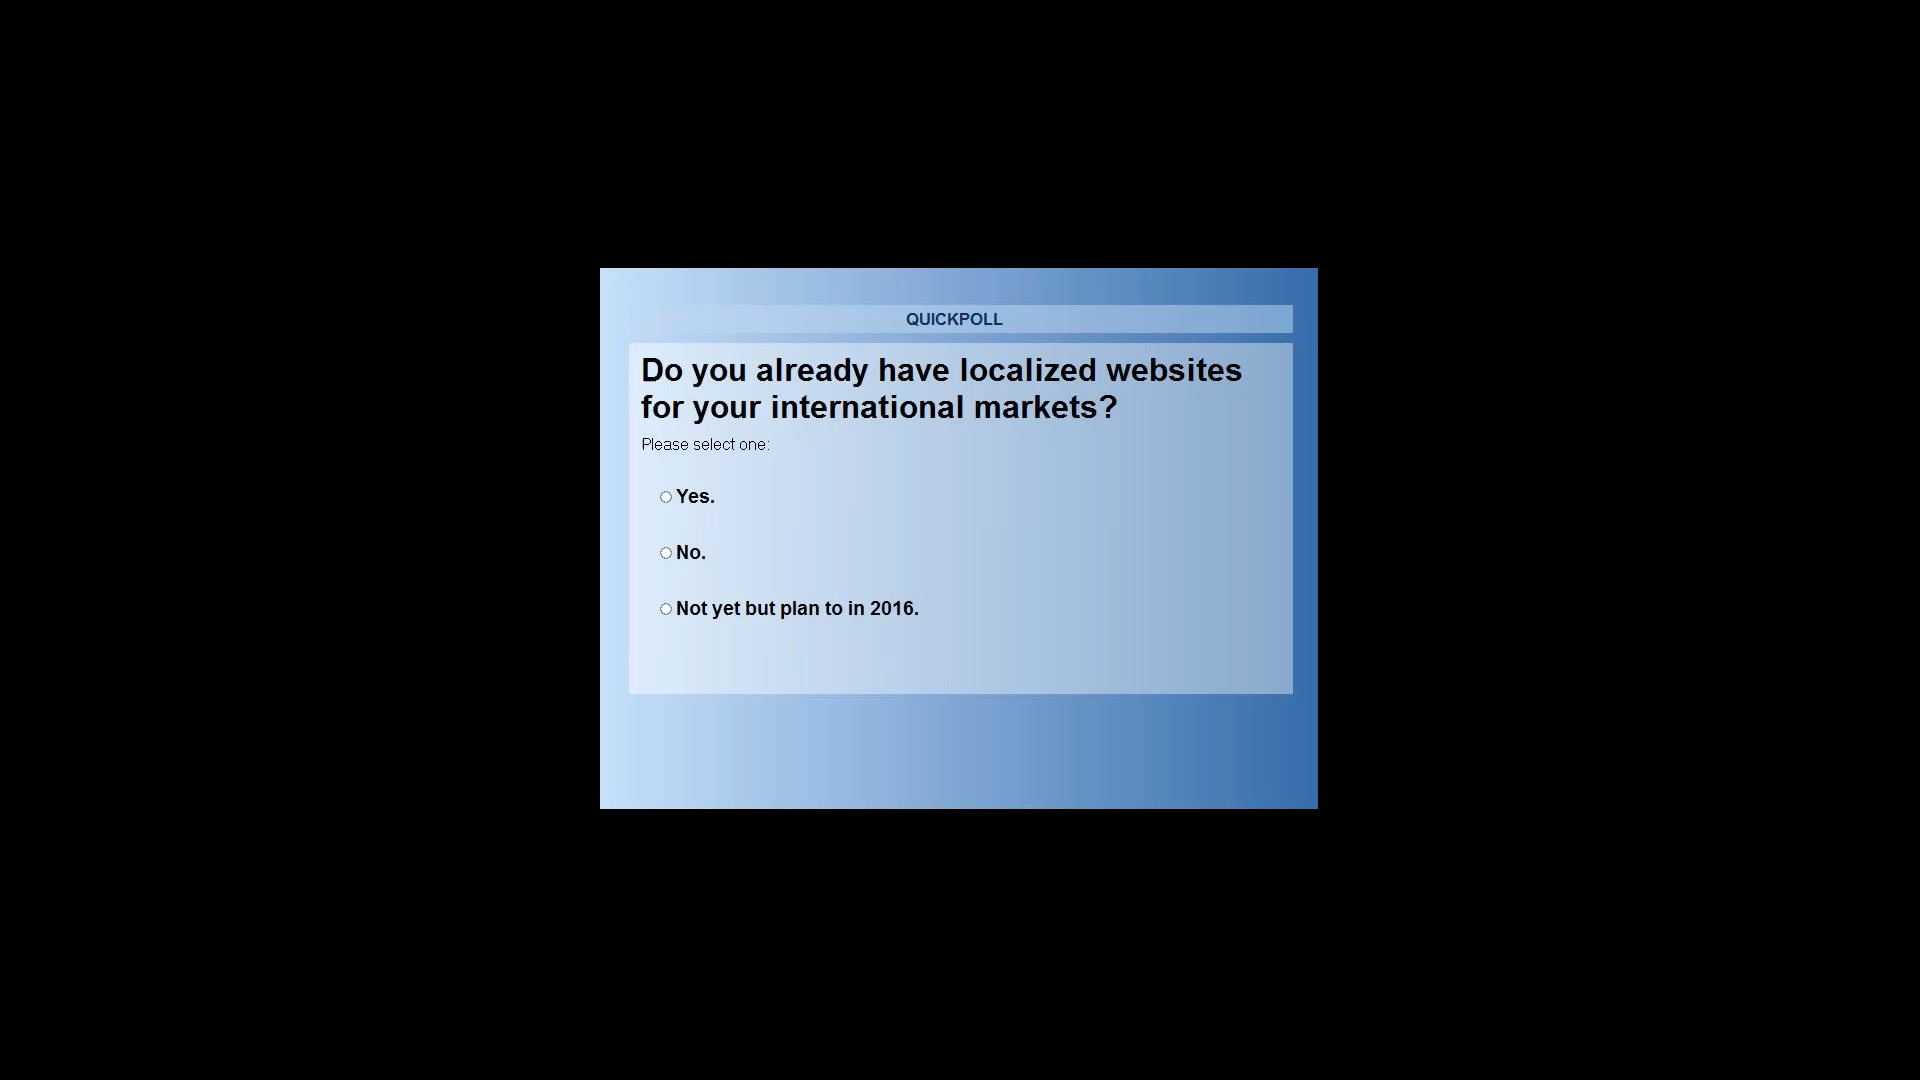 QUICKPOLL
Do you already have localized websites
for your international markets?
Please select one:
Yes.
No.
Not yet but plan to in 2016.